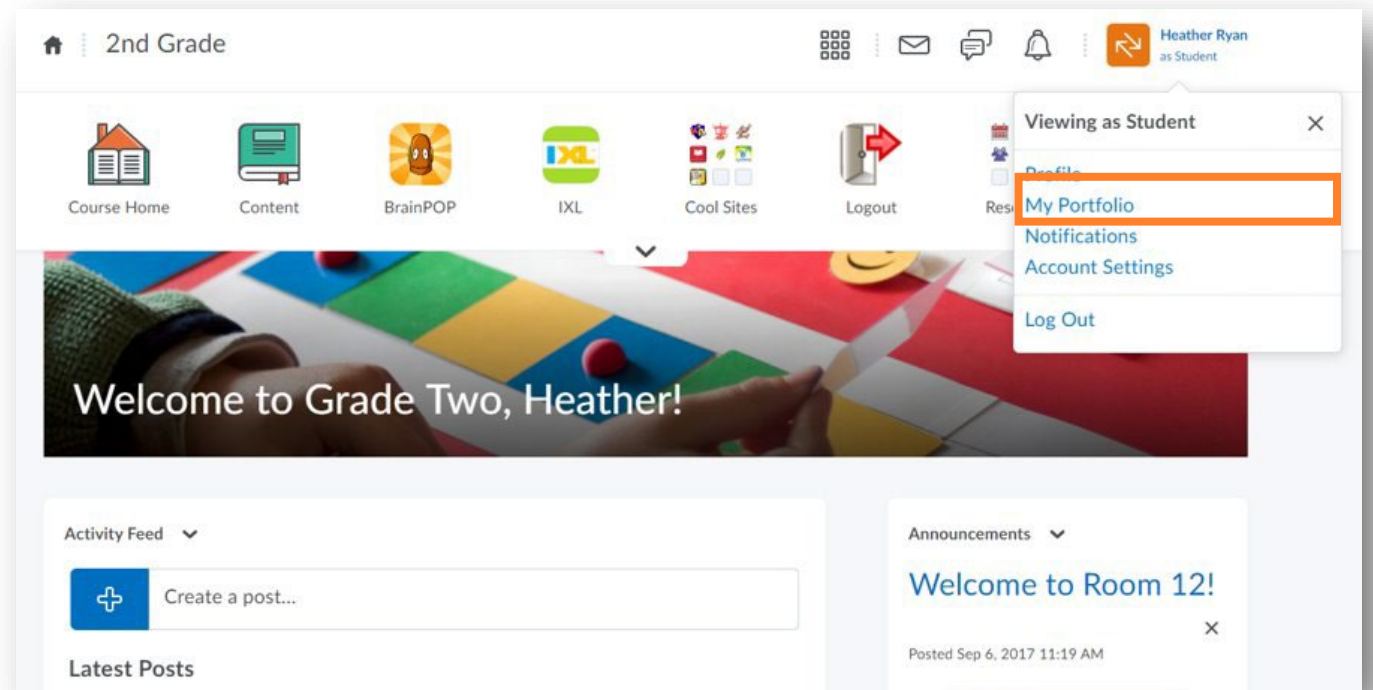 2nd Grade
Heather Ryan
as Student
Viewing as Student
Profile
My Portfolio
Notifications
Account Settings
Log Out
Course Home
Content
BrainPOP
IXL
IXL
Cool Sites
Logout
Welcome to Grade Two, Heather!
Activity Feed
Create a post...
Latest Posts
Announcements
Welcome to Room 12!
Posted Sep 6, 2017 11:19 AM